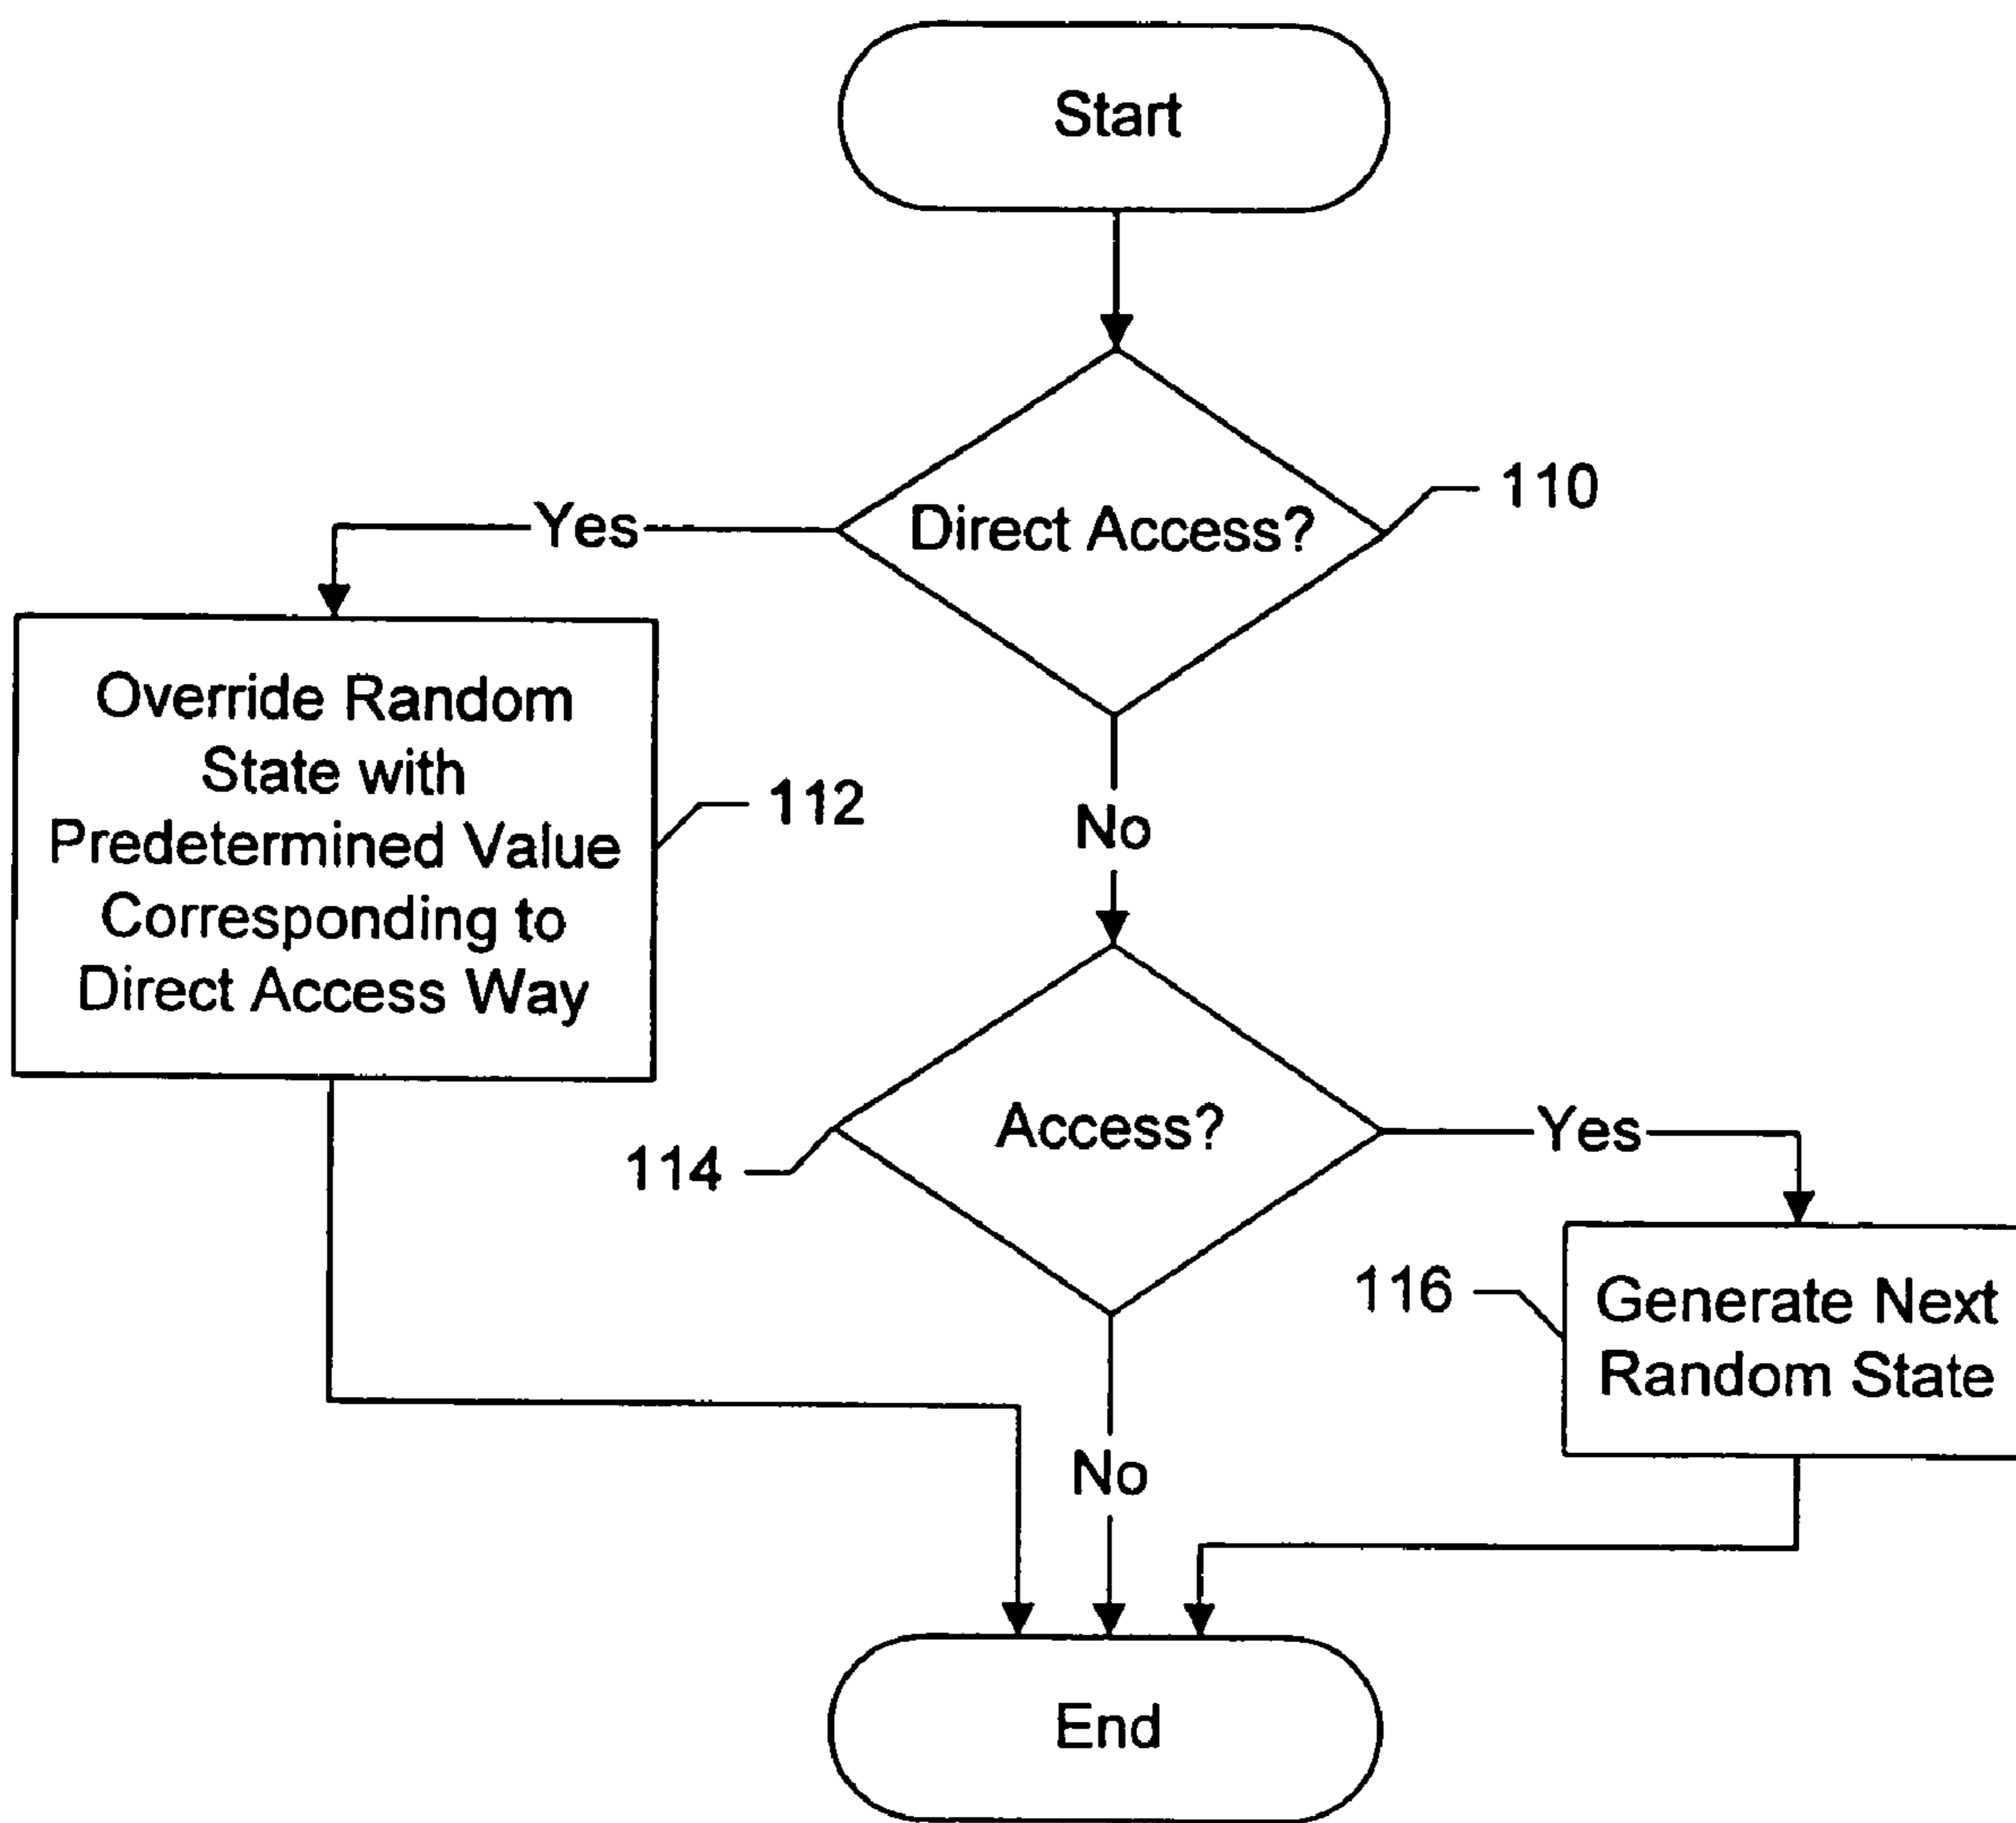 Start
Direct Access?
110
Yes
Override Random
State with
Predetermined Value
Corresponding to
Direct Access Way
112
No
Access?
114
Yes
116
Generate Next
Random State
No
End